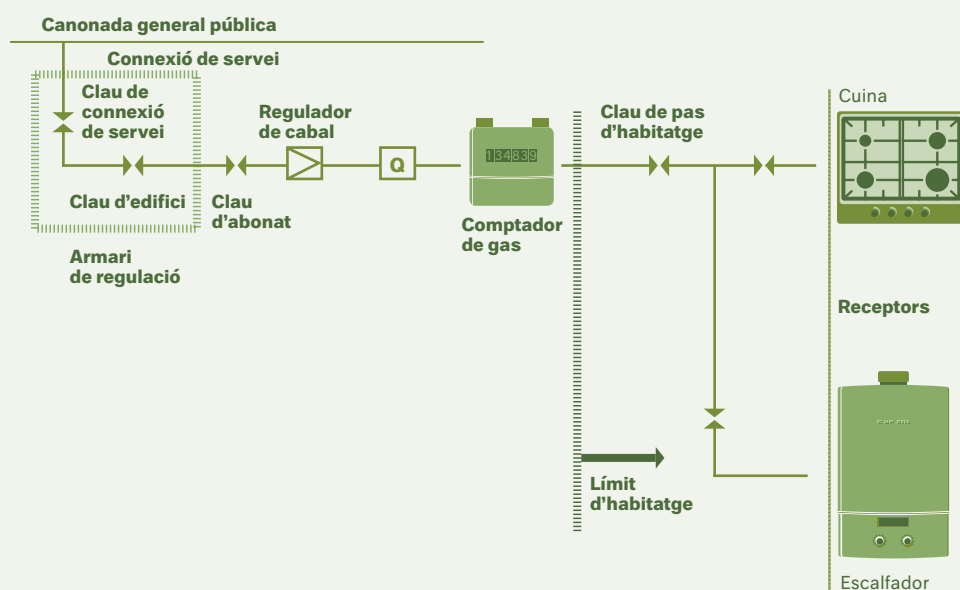 Canonada general pública
Connexió de servei
Clau de
connexió
de servei
Regulador
de cabal
Clau de pas
d'habitatge
Cuina
134839
Q
Clau d'edifici
Clau
d'abonat
Comptador
de gas
Armari
de regulació
Receptors
Límit
d'habitatge
Escalfador